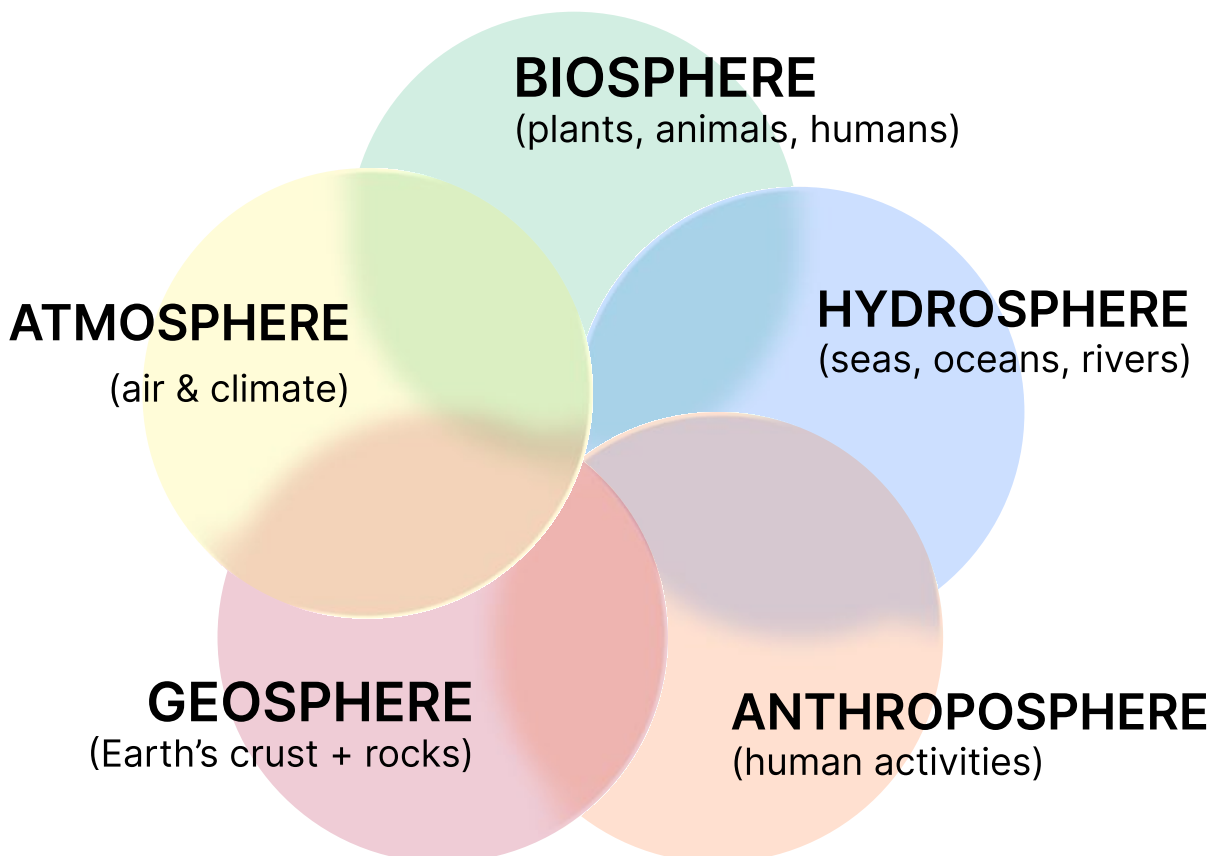 BIOSPHERE
(plants, animals, humans)
HYDROSPHERE
(seas, oceans, rivers)
ATMOSPHERE
(air & climate)
GEOSPHERE
(Earth’s crust + rocks)
ANTHROPOSPHERE
(human activities)